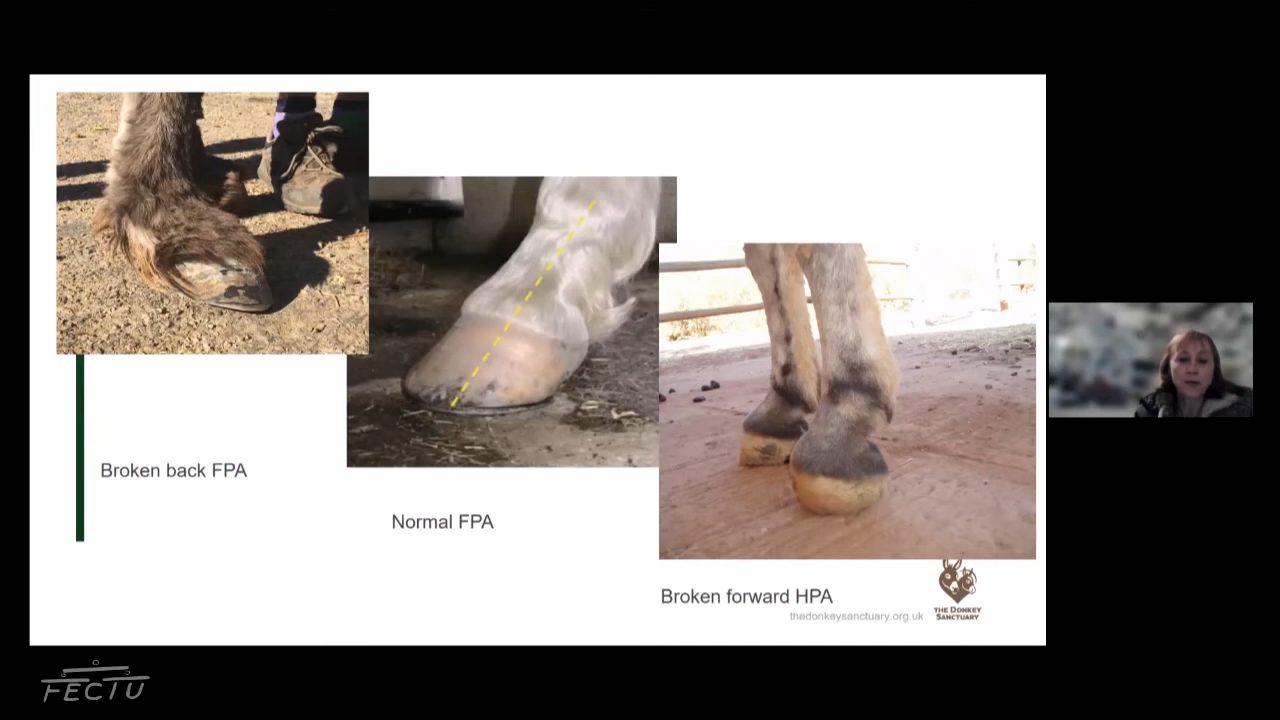 Broken back FPA
Normal FPA
Broken forward HPA
thedonkeysanctuary.org.uk
THE DONKEY
SANCTUARY
FECTU